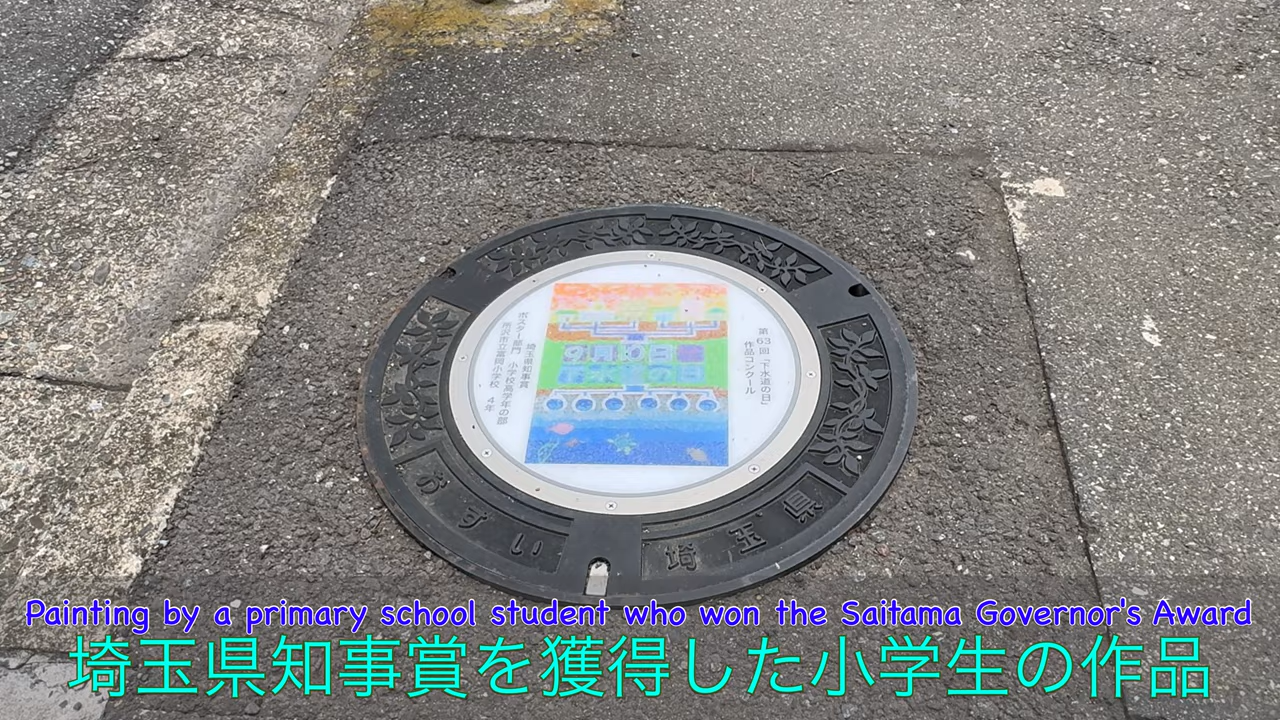 第63回「下水道の日」
作品コンクール
9月10日は
下水道の日
埼玉県知事賞
ポスター部門 小学校高学年の部
所沢市立富岡小学校 4年
おすい
埼玉県
Painting by a primary school student who won the Saitama Governor's Award
埼玉県知事賞を獲得した小学生の作品